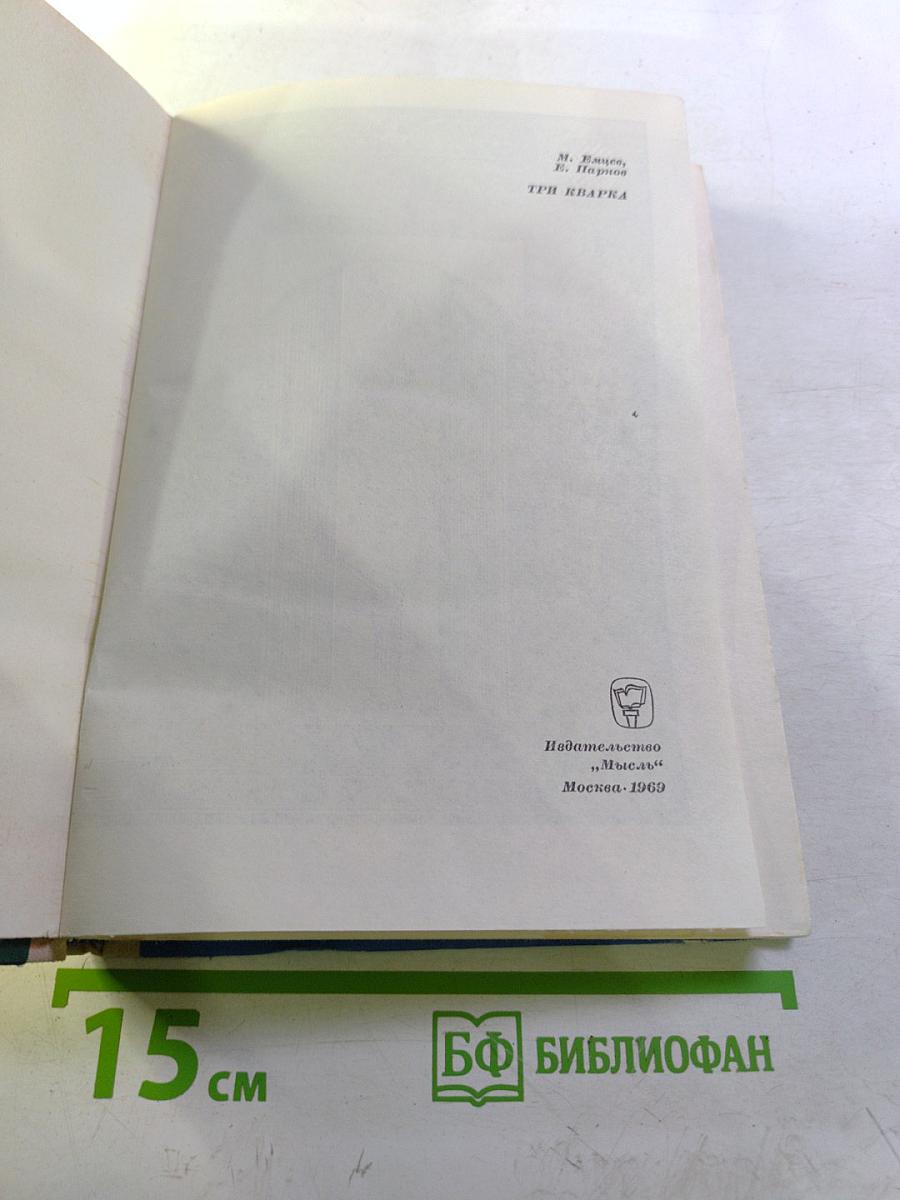 М. Емцев,
Е. Парнов
ТРИ КВАРКА
Издательство
„Мысль“
Москва·1969
15 см
БФ БИБЛИОФАН